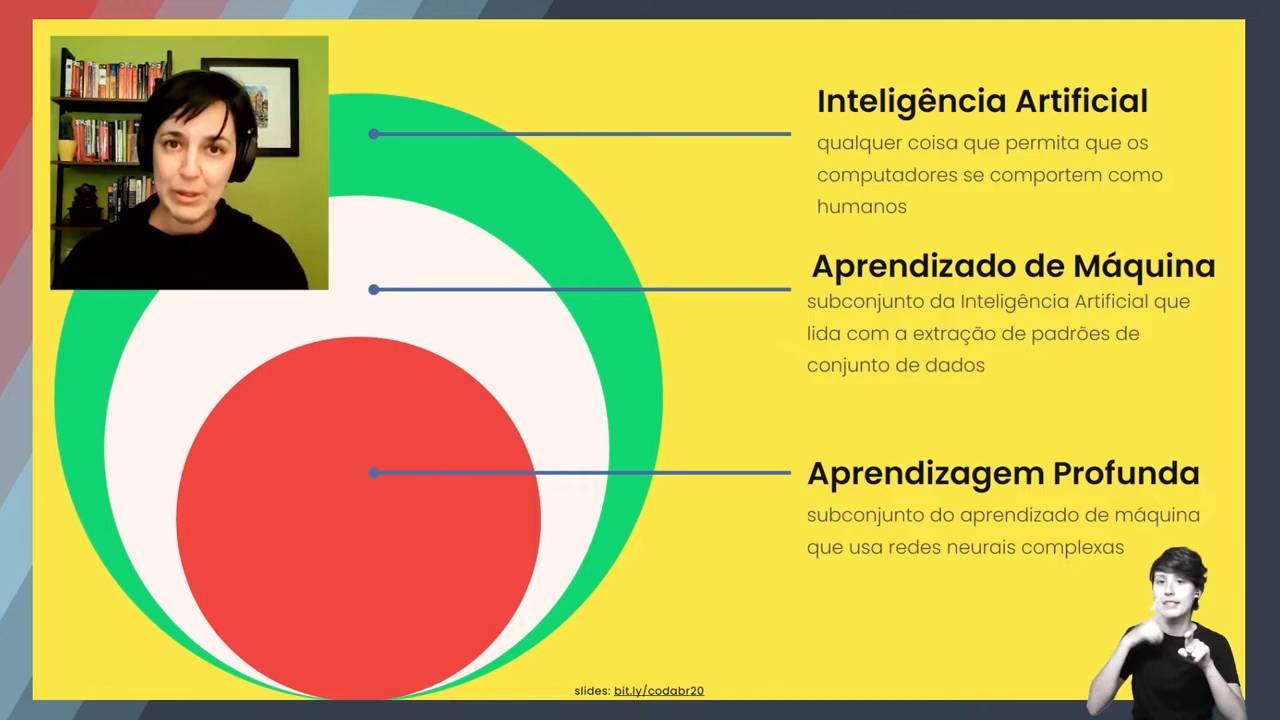 Inteligência Artificial
qualquer coisa que permita que os
computadores se comportem como
humanos
Aprendizado de Máquina
subconjunto da Inteligência Artificial que
lida com a extração de padrões de
conjunto de dados
Aprendizagem Profunda
subconjunto do aprendizado de máquina
que usa redes neurais complexas
slides: bit.ly/codabr20